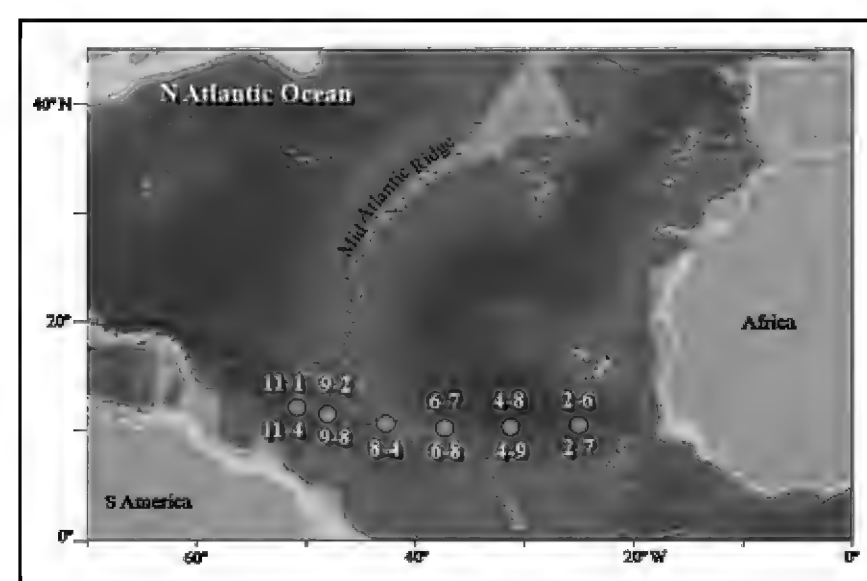 N Atlantic Ocean
40° N
Mid Atlantic Ridge
20°
Africa
11-1 9-2 6-7 4-8 2-6
11-4 9-8 8-4 6-8 4-9 2-7
S America
0°
60° 40° 20° W 0°